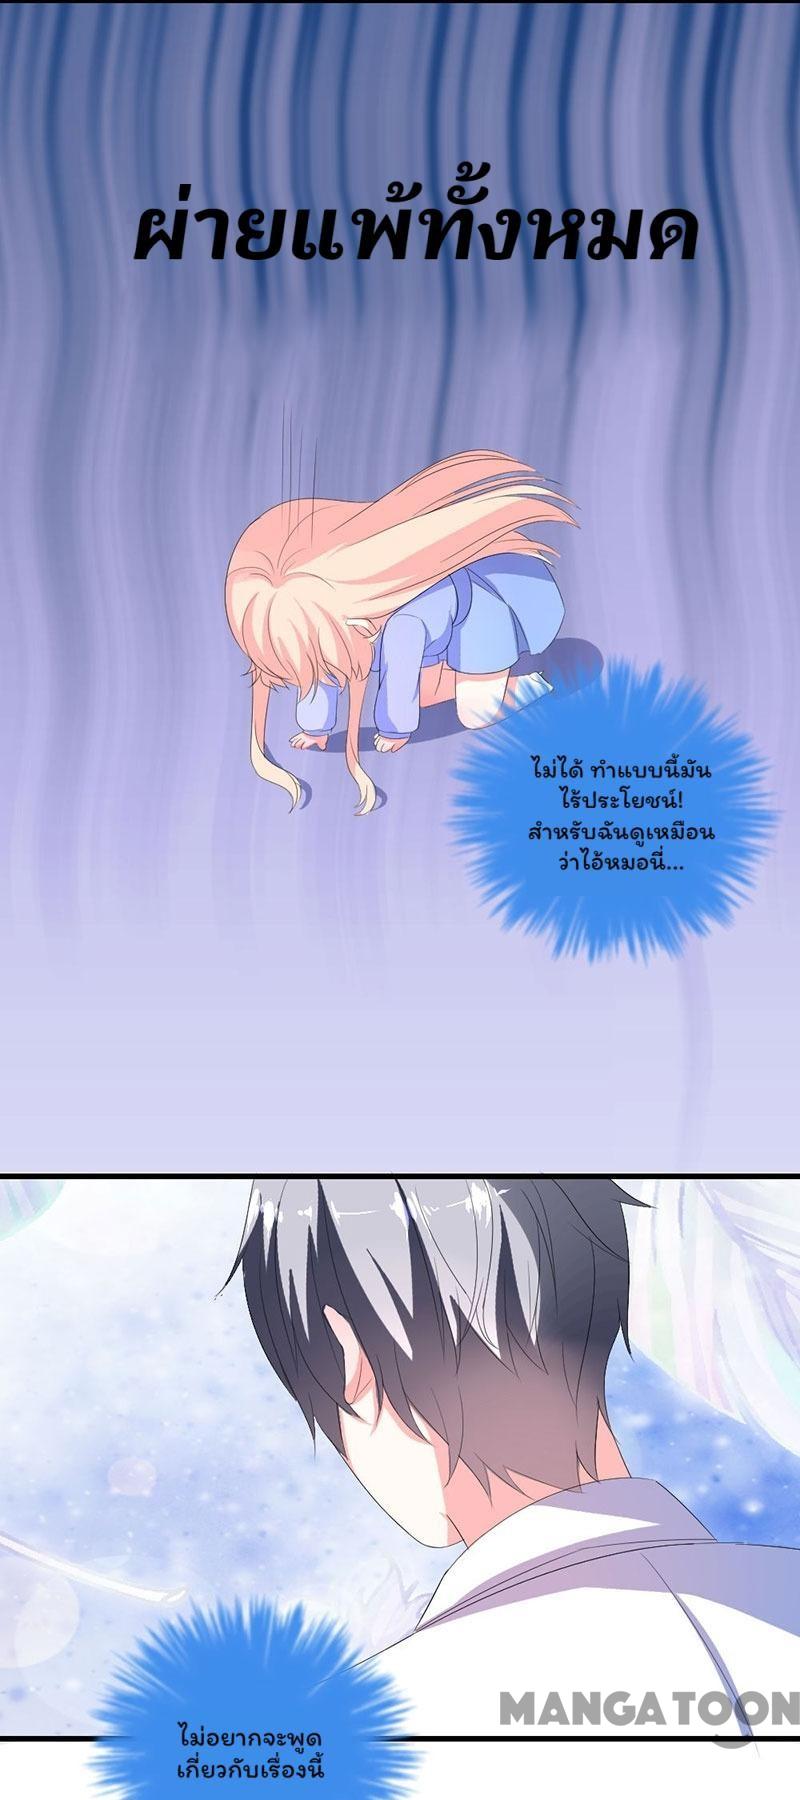 ฝ่ายแพ้ทั้งหมด
ไม่ได้ ทำแบบนี้มัน
ไร้ประโยชน์!
สำหรับฉันดูเหมือน
ว่าไอ้หมอนี่...
MANGATOON
ไม่อยากจะพูด
เกี่ยวกับเรื่องนี้